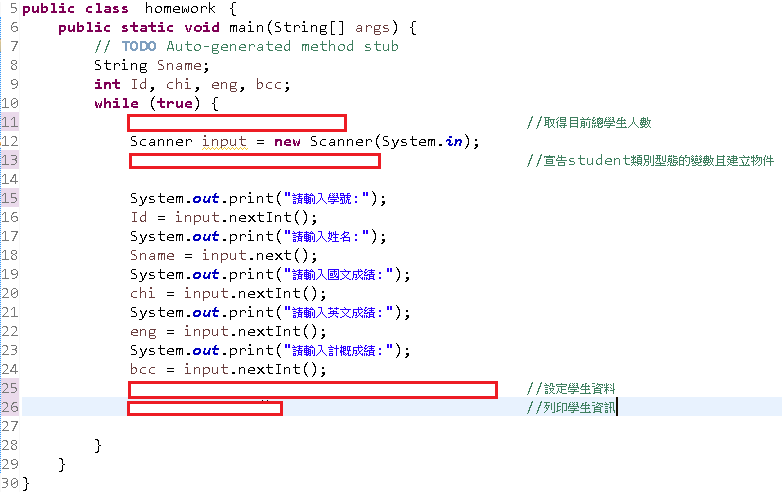 5 public class homework {
6 public static void main(String[] args) {
7 // TODO Auto-generated method stub
8 String Sname;
9 int Id, chi, eng, bcc;
10 while (true) {
11 //取得目前總學生人數
12 Scanner input = new Scanner(System.in);
13 //宣告student類別型態的變數且建立物件
14
15 System.out.print("請輸入學號:");
16 Id = input.nextInt();
17 System.out.print("請輸入姓名:");
18 Sname = input.next();
19 System.out.print("請輸入國文成績:");
20 chi = input.nextInt();
21 System.out.print("請輸入英文成績:");
22 eng = input.nextInt();
23 System.out.print("請輸入計概成績:");
24 bcc = input.nextInt();
25 //設定學生資料
26 //列印學生資訊
27
28 }
29 }
30 }